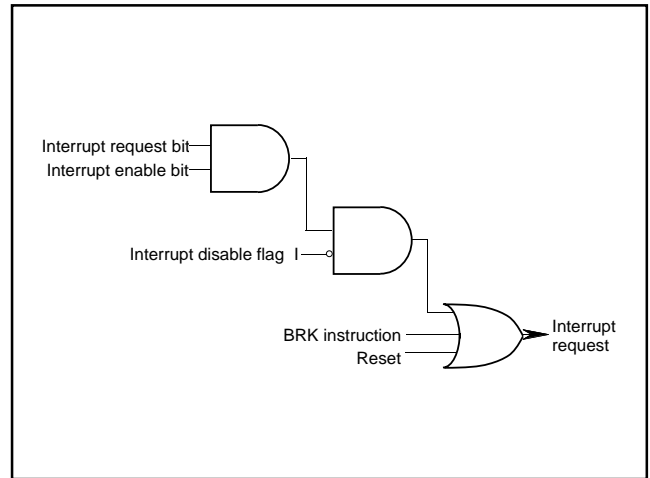 Interrupt request bit
Interrupt enable bit
Interrupt disable flag I
BRK instruction
Reset
Interrupt
request